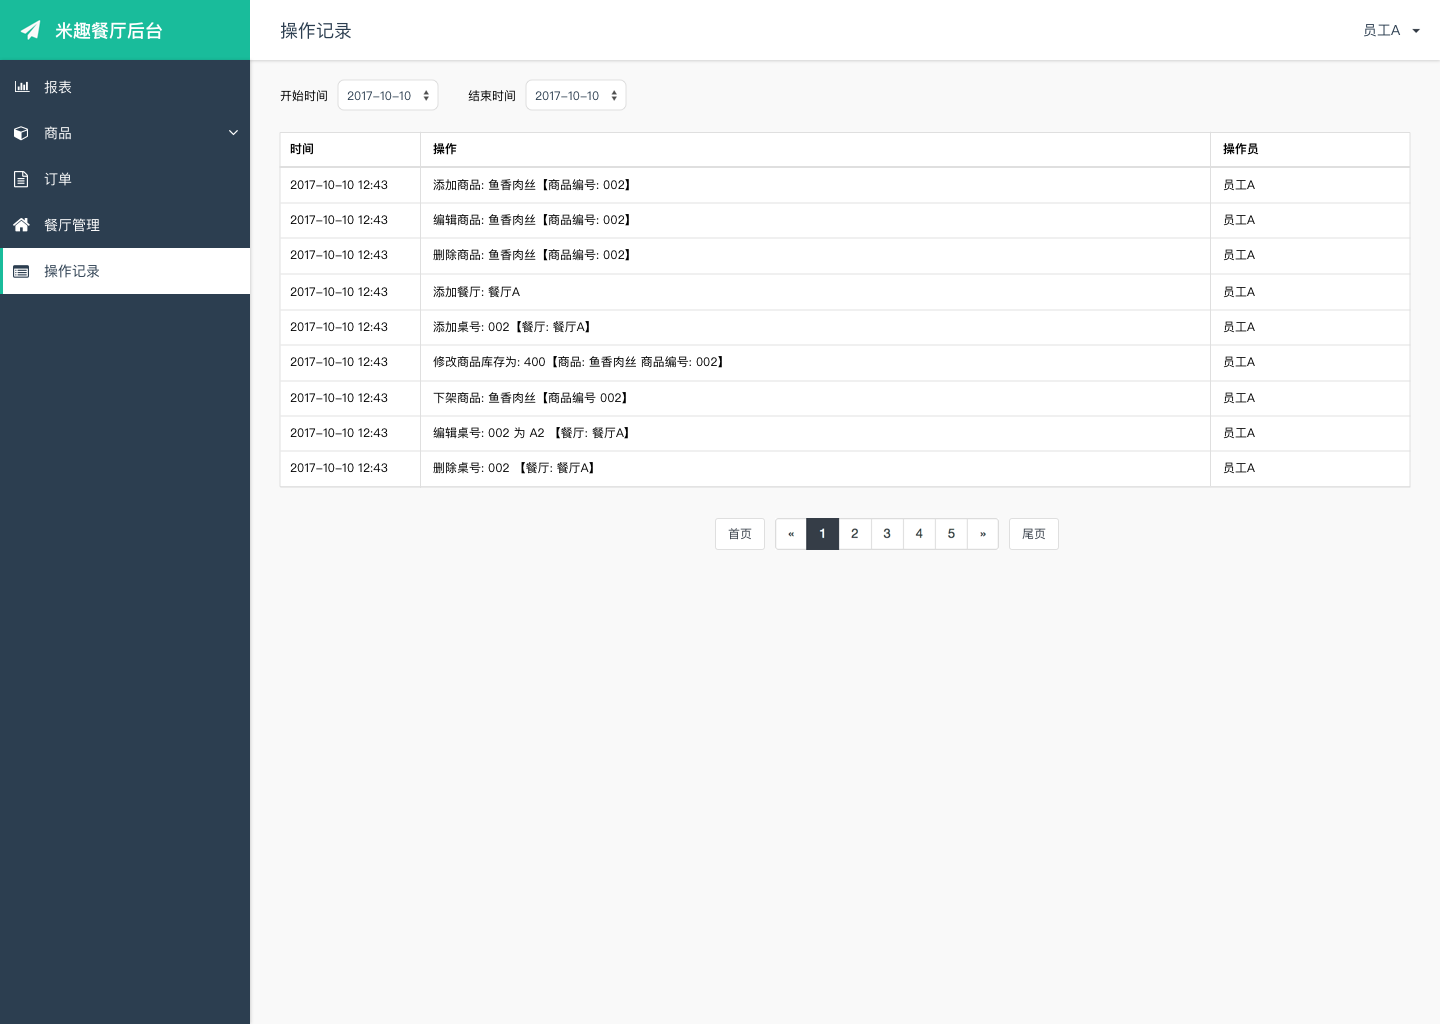 米趣餐厅后台
操作记录
员工A
报表
商品
订单
餐厅管理
操作记录
开始时间 2017-10-10 结束时间 2017-10-10
时间 操作 操作员
2017-10-10 12:43 添加商品: 鱼香肉丝【商品编号: 002】 员工A
2017-10-10 12:43 编辑商品: 鱼香肉丝【商品编号: 002】 员工A
2017-10-10 12:43 删除商品: 鱼香肉丝【商品编号: 002】 员工A
2017-10-10 12:43 添加餐厅: 餐厅A 员工A
2017-10-10 12:43 添加桌号: 002【餐厅: 餐厅A】 员工A
2017-10-10 12:43 修改商品库存为: 400【商品: 鱼香肉丝 商品编号: 002】 员工A
2017-10-10 12:43 下架商品: 鱼香肉丝【商品编号 002】 员工A
2017-10-10 12:43 编辑桌号: 002 为 A2 【餐厅: 餐厅A】 员工A
2017-10-10 12:43 删除桌号: 002 【餐厅: 餐厅A】 员工A
首页 « 1 2 3 4 5 » 尾页